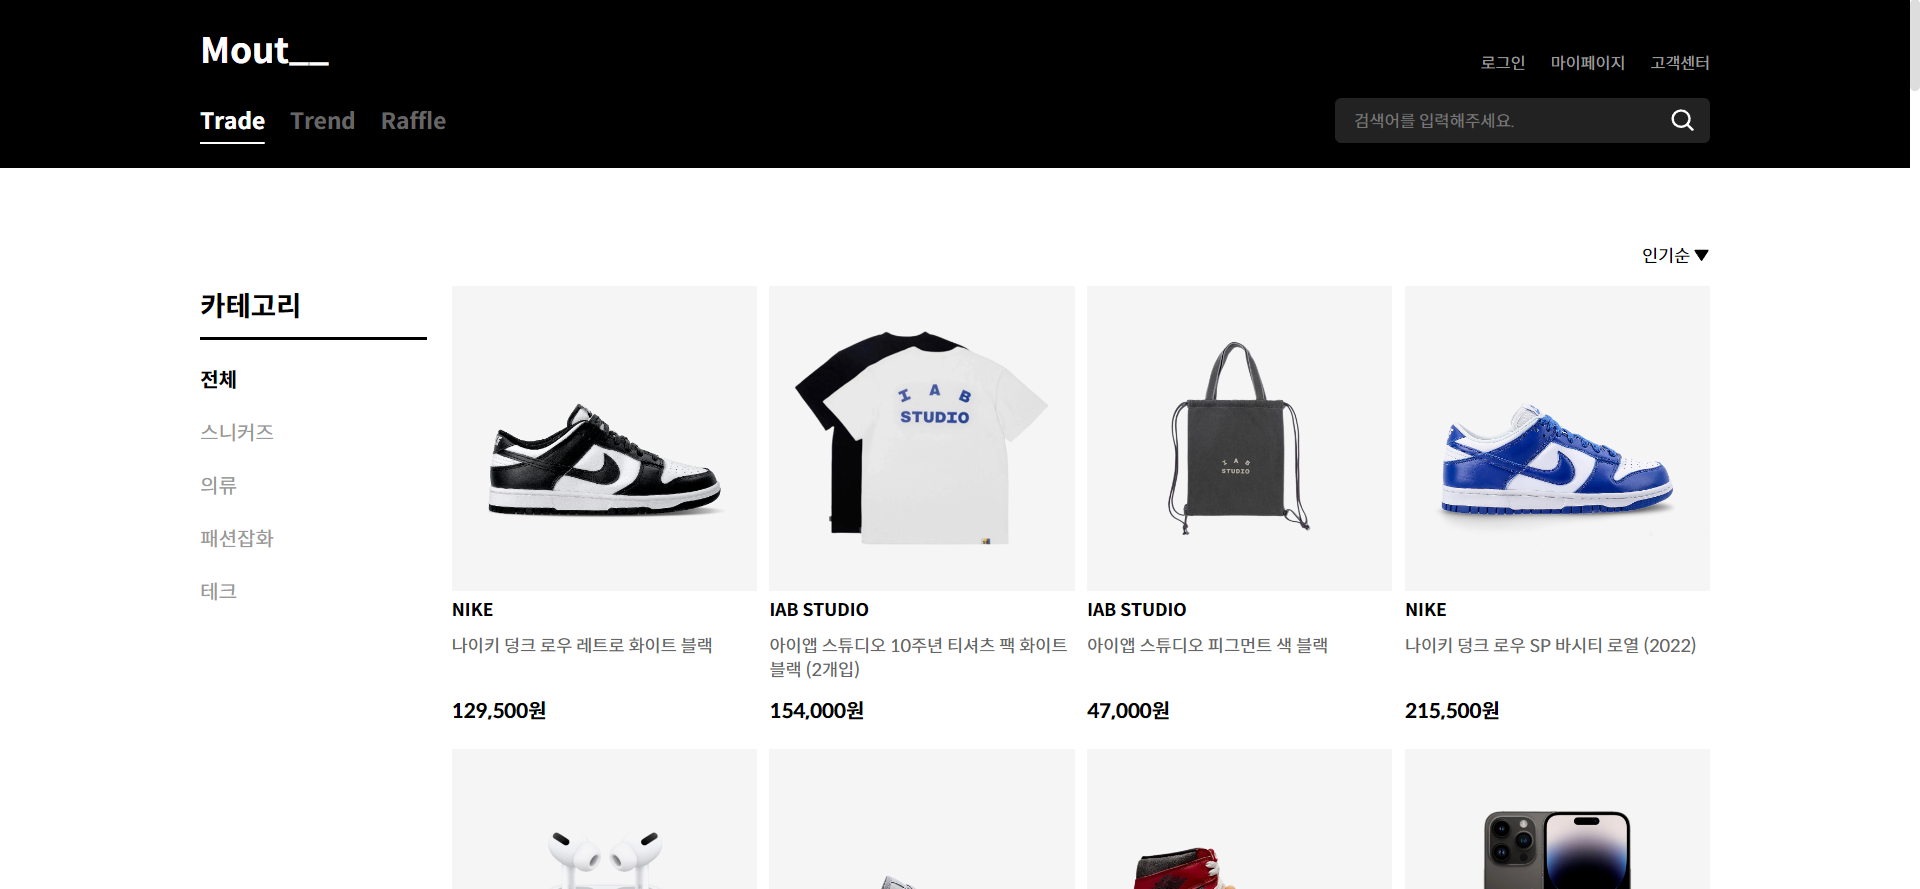 Mout__
로그인 마이페이지 고객센터
Trade Trend Raffle
검색어를 입력해주세요.
인기순▼
카테고리
전체
스니커즈
의류
패션잡화
테크
I A B
STUDIO
I A B
STUDIO
NIKE
나이키 덩크 로우 레트로 화이트 블랙
129,500원
IAB STUDIO
아이앱 스튜디오 10주년 티셔츠 팩 화이트
블랙 (2개입)
154,000원
IAB STUDIO
아이앱 스튜디오 피그먼트 색 블랙
47,000원
NIKE
나이키 덩크 로우 SP 바시티 로열 (2022)
215,500원